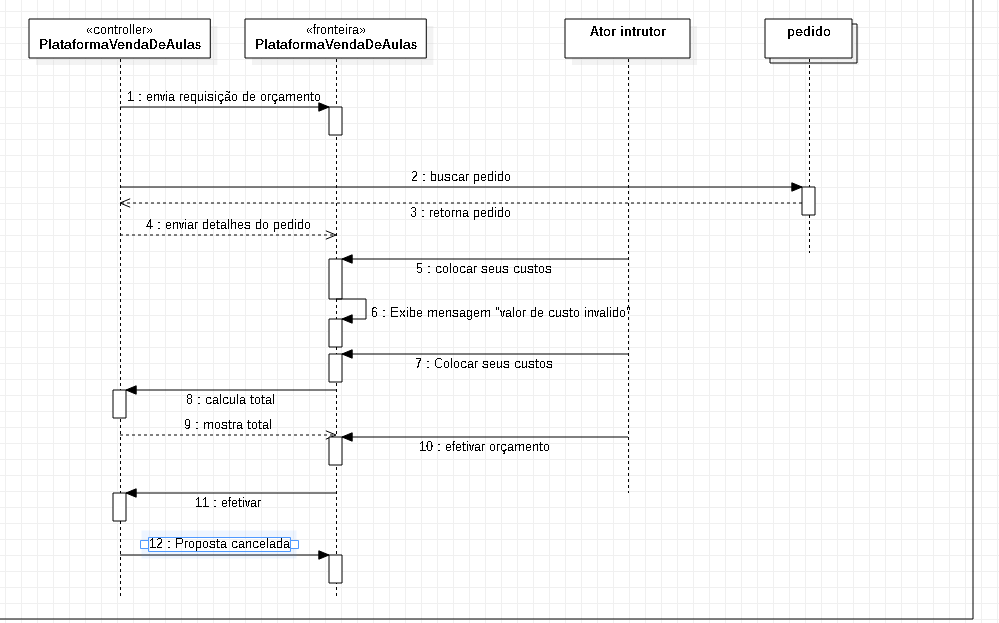 «controller»
PlataformaVendaDeAulas
«fronteira»
PlataformaVendaDeAulas
Ator intrutor
pedido
1 : envia requisição de orçamento
2 : buscar pedido
3 : retorna pedido
4 : enviar detalhes do pedido
5 : colocar seus custos
6 : Exibe mensagem "valor de custo invalido"
7 : Colocar seus custos
8 : calcula total
9 : mostra total
10 : efetivar orçamento
11 : efetivar
12 : Proposta cancelada